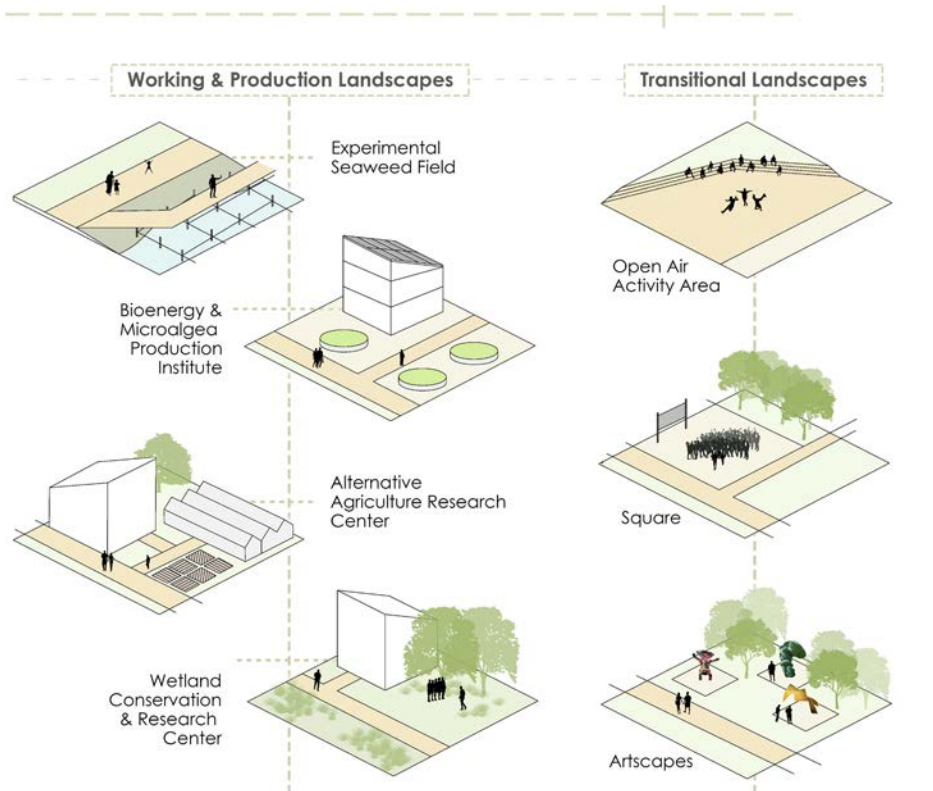 Working & Production Landscapes
Experimental
Seaweed Field
Bioenergy &
Microalgea
Production
Institute
Alternative
Agriculture Research
Center
Wetland
Conservation
& Research
Center
Transitional Landscapes
Open Air
Activity Area
Square
Artscapes